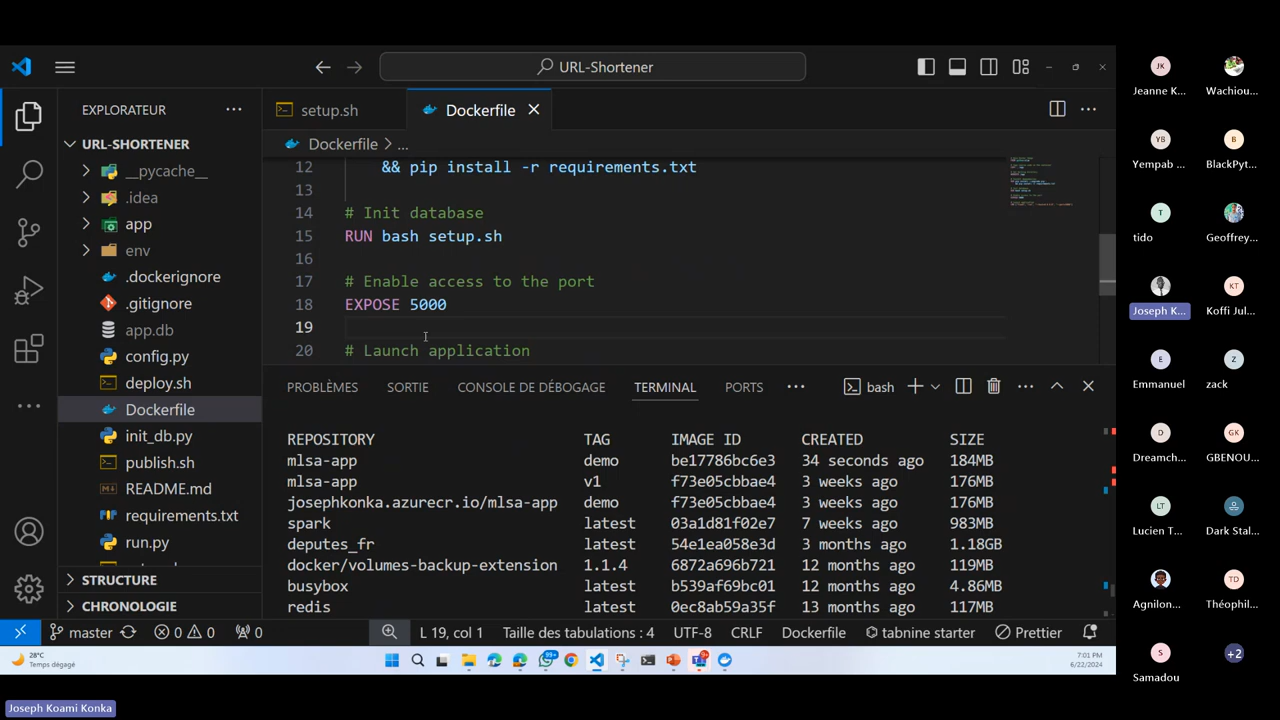 URL-Shortener
EXPLORATEUR
setup.sh
Dockerfile
URL-SHORTENER
Dockerfile > ...
__pycache__
.idea
app
env
.dockerignore
.gitignore
app.db
config.py
deploy.sh
Dockerfile
init_db.py
publish.sh
README.md
requirements.txt
run.py
STRUCTURE
CHRONOLOGIE
12 && pip install -r requirements.txt
13
14 # Init database
15 RUN bash setup.sh
16
17 # Enable access to the port
18 EXPOSE 5000
19
20 # Launch application
PROBLÈMES SORTIE CONSOLE DE DÉBOGAGE TERMINAL PORTS bash
REPOSITORY TAG IMAGE ID CREATED SIZE
mlsa-app demo be17786bc6e3 34 seconds ago 184MB
mlsa-app v1 f73e05cbbae4 3 weeks ago 176MB
josephkonka.azurecr.io/mlsa-app demo f73e05cbbae4 3 weeks ago 176MB
spark latest 03a1d81f02e7 7 weeks ago 983MB
deputes_fr latest 54e1ea058e3d 3 months ago 1.18GB
docker/volumes-backup-extension 1.1.4 6872a696b721 12 months ago 119MB
busybox latest b539af69bc01 12 months ago 4.86MB
redis latest 0ec8ab59a35f 13 months ago 117MB
master 0 0 0 L 19, col 1 Taille des tabulations : 4 UTF-8 CRLF Dockerfile tabnine starter Prettier
28°C
Temps dégagé
99+
9+
7:01 PM
6/22/2024
Joseph Koami Konka
JK
Jeanne K...
Wachiou...
YB
Yempab ...
B
BlackPyt...
T
tido
Geoffrey...
Joseph K...
KT
Koffi Jul...
E
Emmanuel
Z
zack
D
Dreamch...
GK
GBENOU...
LT
Lucien T...
Dark Stal...
Agnilon...
TD
Théophil...
S
Samadou
+2